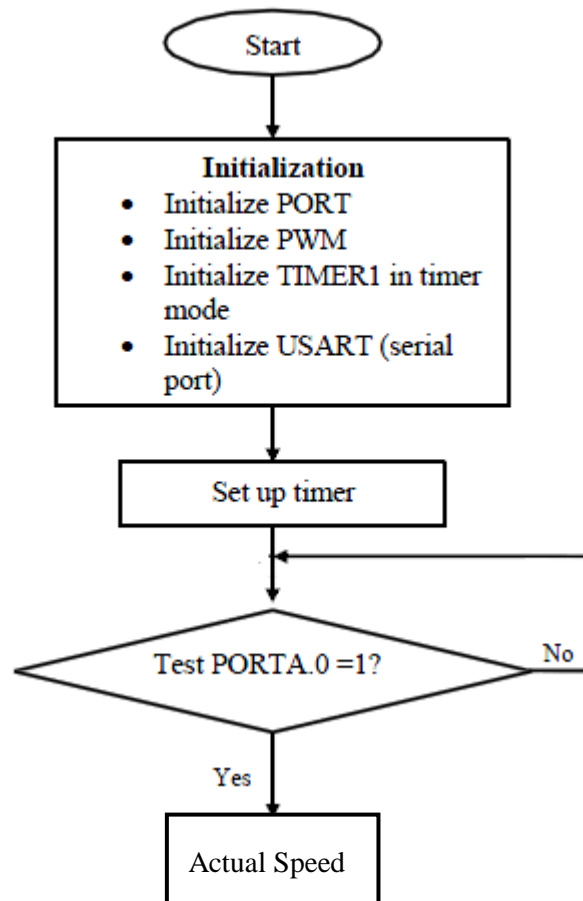 Start
Initialization
• Initialize PORT
• Initialize PWM
• Initialize TIMER1 in timer
mode
• Initialize USART (serial
port)
Set up timer
Test PORTA.0 =1?
No
Yes
Actual Speed